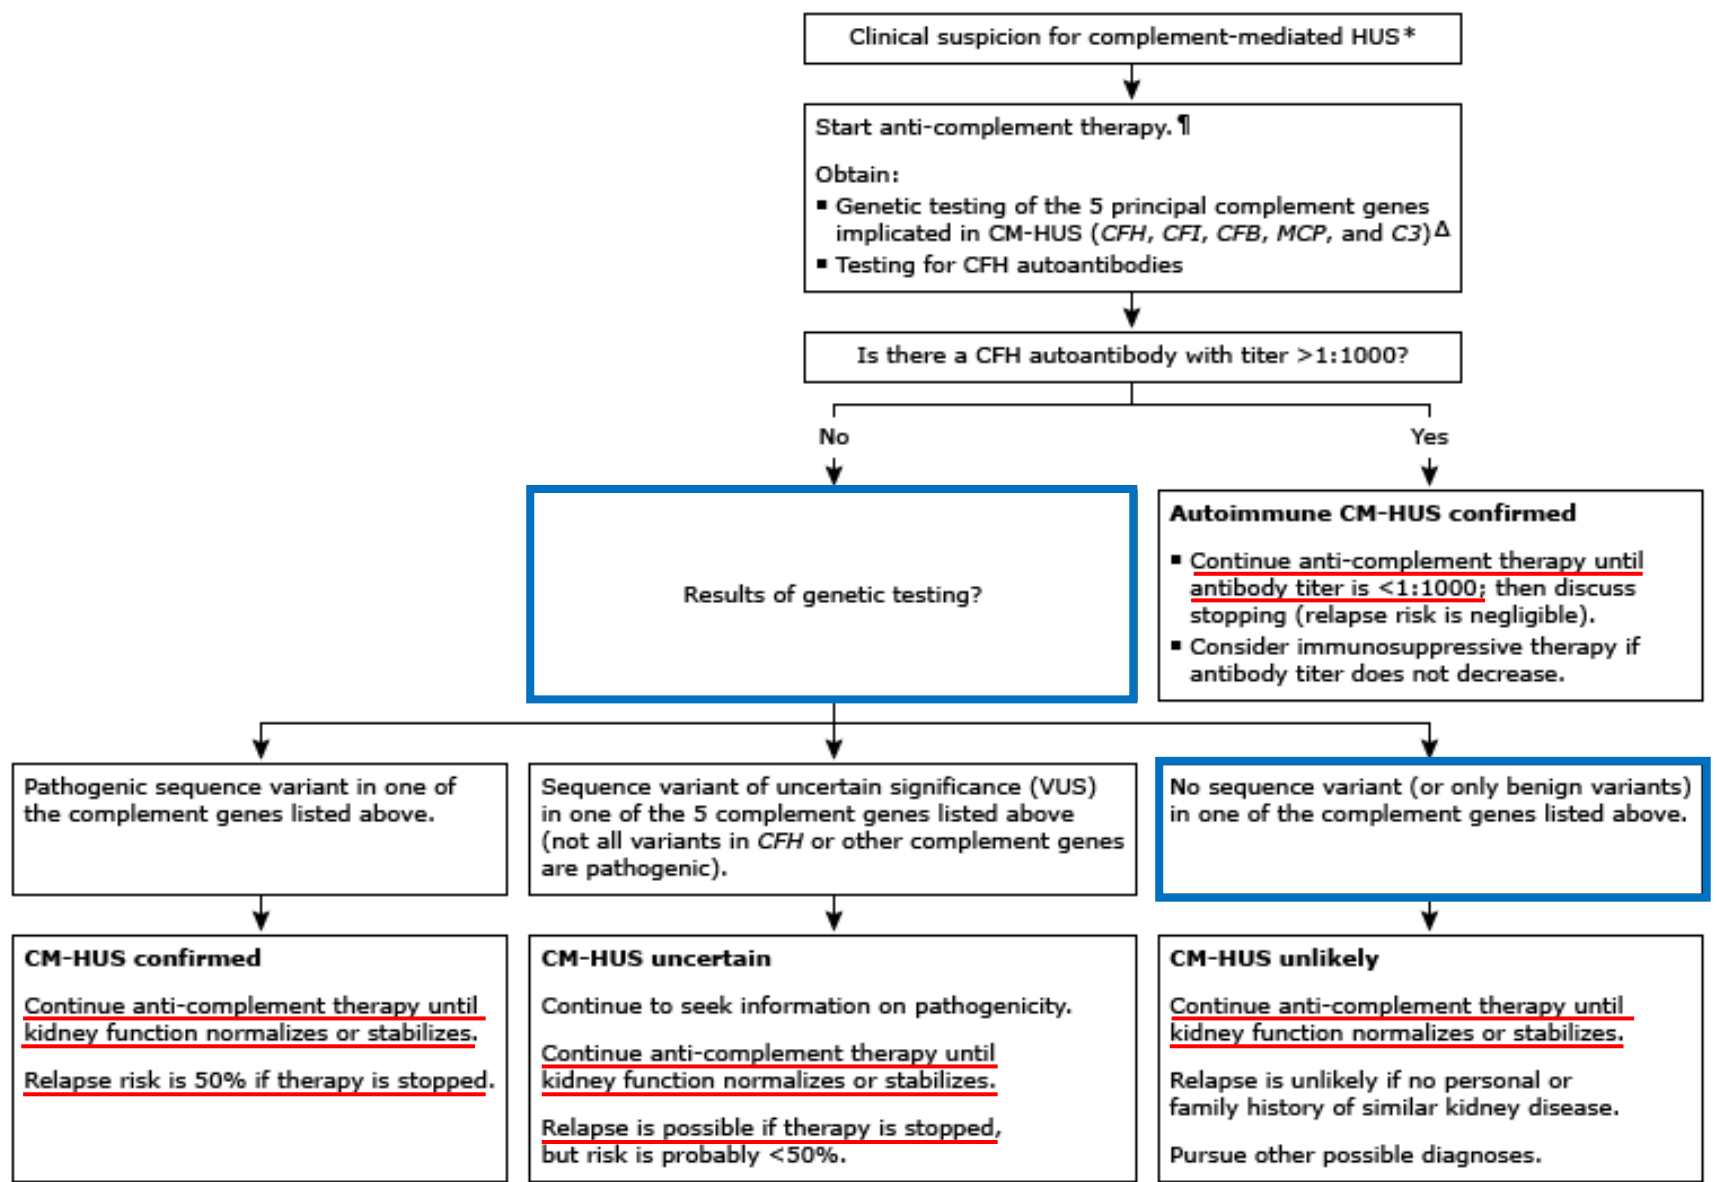 Clinical suspicion for complement-mediated HUS*
Start anti-complement therapy.¶
Obtain:
▪ Genetic testing of the 5 principal complement genes
implicated in CM-HUS (CFH, CFI, CFB, MCP, and C3)Δ
▪ Testing for CFH autoantibodies
Is there a CFH autoantibody with titer >1:1000?
No
Yes
Results of genetic testing?
Autoimmune CM-HUS confirmed
▪ Continue anti-complement therapy until
antibody titer is <1:1000; then discuss
stopping (relapse risk is negligible).
▪ Consider immunosuppressive therapy if
antibody titer does not decrease.
Pathogenic sequence variant in one of
the complement genes listed above.
Sequence variant of uncertain significance (VUS)
in one of the 5 complement genes listed above
(not all variants in CFH or other complement genes
are pathogenic).
No sequence variant (or only benign variants)
in one of the complement genes listed above.
CM-HUS confirmed
Continue anti-complement therapy until
kidney function normalizes or stabilizes.
Relapse risk is 50% if therapy is stopped.
CM-HUS uncertain
Continue to seek information on pathogenicity.
Continue anti-complement therapy until
kidney function normalizes or stabilizes.
Relapse is possible if therapy is stopped,
but risk is probably <50%.
CM-HUS unlikely
Continue anti-complement therapy until
kidney function normalizes or stabilizes.
Relapse is unlikely if no personal or
family history of similar kidney disease.
Pursue other possible diagnoses.